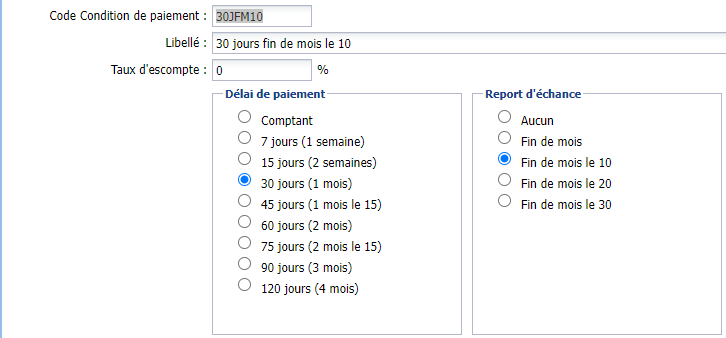 Code Condition de paiement : 30JFM10
Libellé : 30 jours fin de mois le 10
Taux d'escompte : 0 %
Délai de paiement
Comptant
7 jours (1 semaine)
15 jours (2 semaines)
30 jours (1 mois)
45 jours (1 mois le 15)
60 jours (2 mois)
75 jours (2 mois le 15)
90 jours (3 mois)
120 jours (4 mois)
Report d'échance
Aucun
Fin de mois
Fin de mois le 10
Fin de mois le 20
Fin de mois le 30